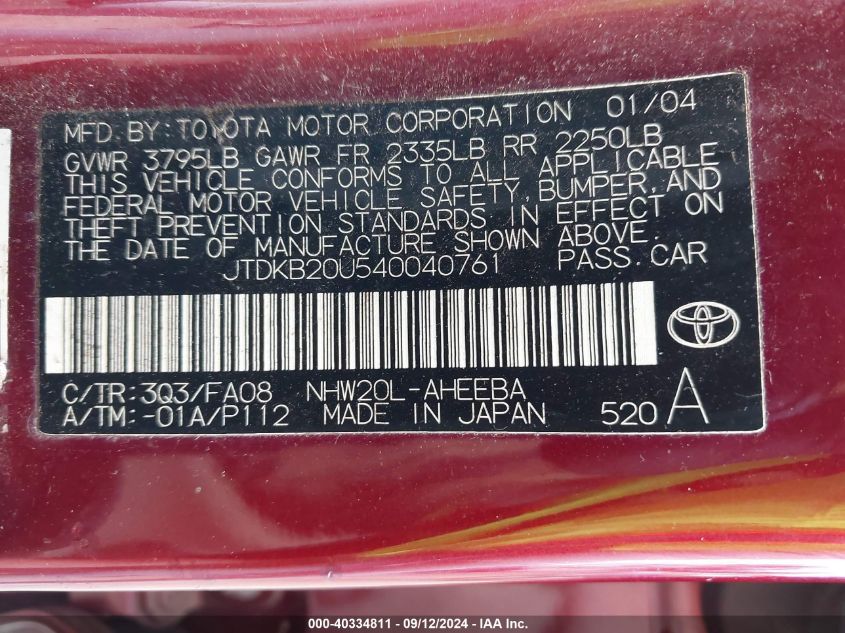 MFD BY: TOYOTA MOTOR CORPORATION 01/04
GVWR 3795LB GAWR FR 2335LB RR 2250LB
THIS VEHICLE CONFORMS TO ALL APPLICABLE
FEDERAL MOTOR VEHICLE SAFETY, BUMPER, AND
THEFT PREVENTION STANDARDS IN EFFECT ON
THE DATE OF MANUFACTURE SHOWN ABOVE.
JTDKB20U540040761 PASS.CAR
C/TR:3Q3/FA08 NHW20L-AHEEBA
A/TM:-01A/P112 MADE IN JAPAN 520 A
000-40334811 - 09/12/2024 - IAA Inc.